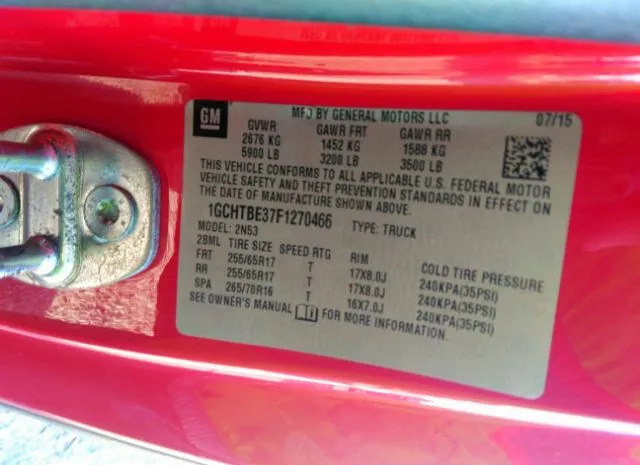 GM
MFD BY GENERAL MOTORS LLC
07/15
GVWR GAWR FRT GAWR RR
2676 KG 1452 KG 1588 KG
5900 LB 3208 LB 3500 LB
THIS VEHICLE CONFORMS TO ALL APPLICABLE U.S. FEDERAL MOTOR
VEHICLE SAFETY AND THEFT PREVENTION STANDARDS IN EFFECT ON
THE DATE OF MANUFACTURE SHOWN ABOVE.
1GCHTBE37F1270466 TYPE: TRUCK
MODEL: 2N53
28ML TIRE SIZE SPEED RTG RIM COLD TIRE PRESSURE
FRT 255/65R17 T 17X8.0J 240KPA(35PSI)
RR 255/65R17 T 17X8.0J 240KPA(35PSI)
SPA 265/70R16 T 16X7.0J 240KPA(35PSI)
SEE OWNER'S MANUAL FOR MORE INFORMATION.